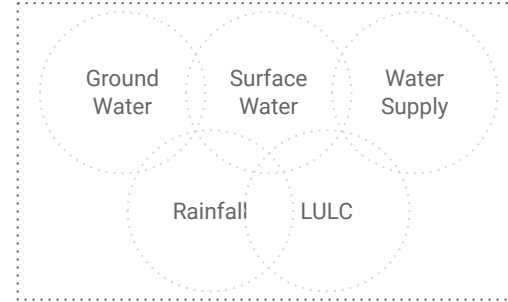 Ground
Water
Surface
Water
Water
Supply
Rainfall
LULC